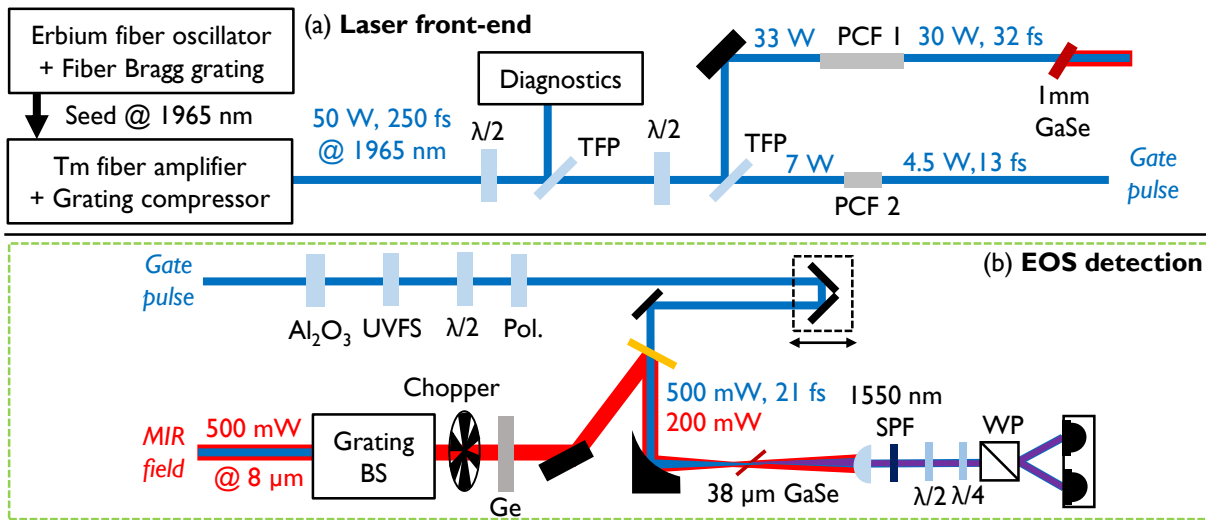 (a) Laser front-end
Erbium fiber oscillator
+ Fiber Bragg grating
Seed @ 1965 nm
Tm fiber amplifier
+ Grating compressor
50 W, 250 fs
@ 1965 nm
λ/2
Diagnostics
TFP
λ/2
TFP
33 W
PCF 1
30 W, 32 fs
1mm
GaSe
7 W
PCF 2
4.5 W,13 fs
Gate
pulse
(b) EOS detection
Gate
pulse
Al₂O₃
UVFS
λ/2
Pol.
MIR
field
500 mW
@ 8 µm
Grating
BS
Chopper
Ge
500 mW, 21 fs
200 mW
38 µm GaSe
1550 nm
SPF
λ/2
λ/4
WP